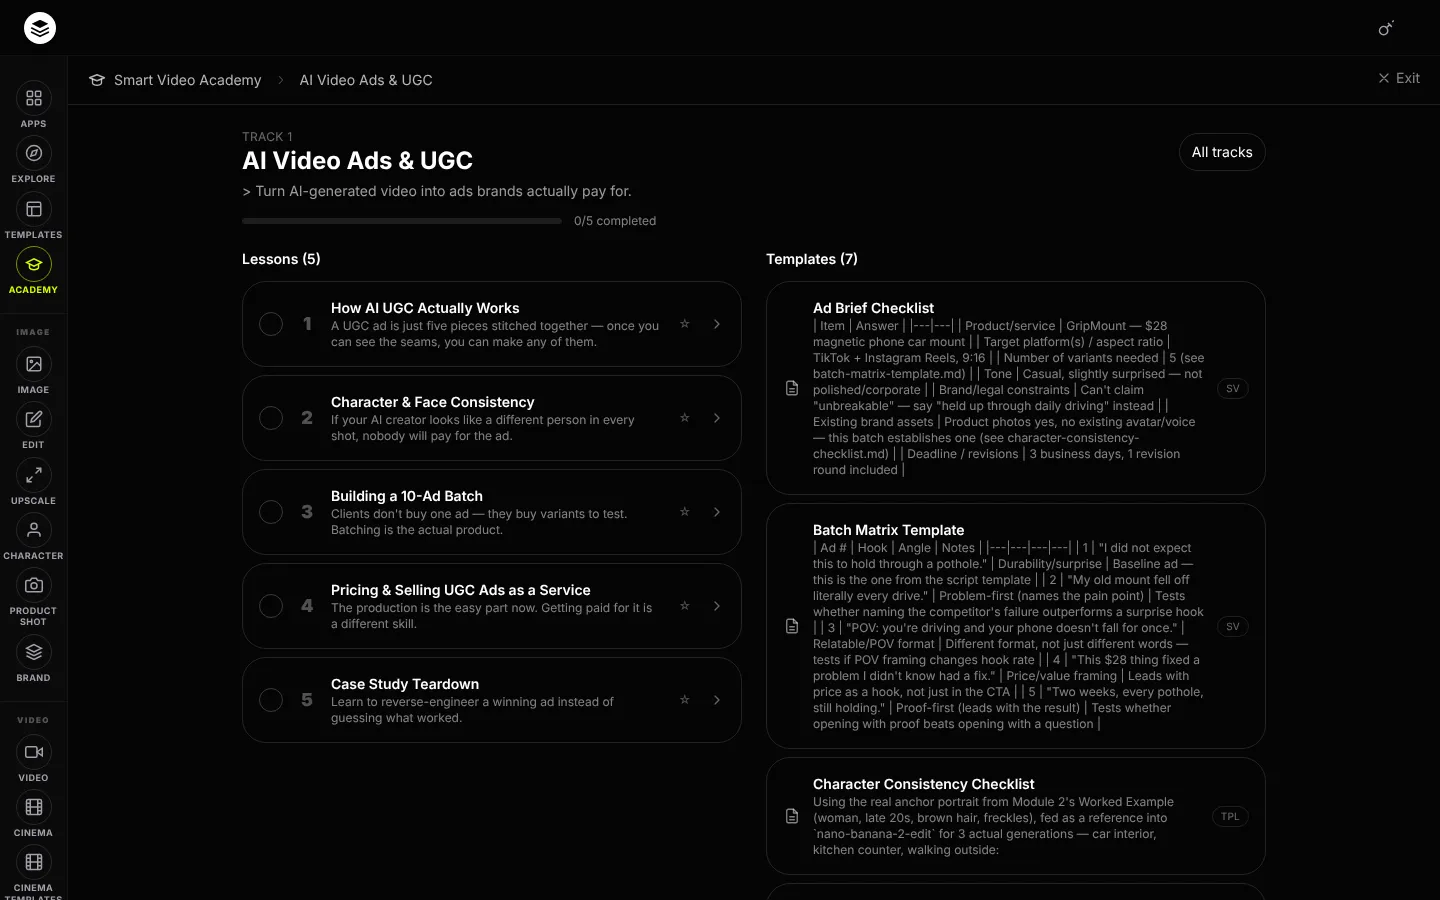 Smart Video Academy
AI Video Ads & UGC
Exit
APPS
EXPLORE
TEMPLATES
ACADEMY
IMAGE
IMAGE
EDIT
UPSCALE
CHARACTER
PRODUCT
SHOT
BRAND
VIDEO
VIDEO
CINEMA
CINEMA
TEMPLATES
TRACK 1
AI Video Ads & UGC
> Turn AI-generated video into ads brands actually pay for.
0/5 completed
All tracks
Lessons (5)
1
How AI UGC Actually Works
A UGC ad is just five pieces stitched together — once you
can see the seams, you can make any of them.
2
Character & Face Consistency
If your AI creator looks like a different person in every
shot, nobody will pay for the ad.
3
Building a 10-Ad Batch
Clients don't buy one ad — they buy variants to test.
Batching is the actual product.
4
Pricing & Selling UGC Ads as a Service
The production is the easy part now. Getting paid for it is
a different skill.
5
Case Study Teardown
Learn to reverse-engineer a winning ad instead of
guessing what worked.
Templates (7)
Ad Brief Checklist
| Item | Answer | |---|---| | Product/service | GripMount — $28
magnetic phone car mount | | Target platform(s) / aspect ratio |
TikTok + Instagram Reels, 9:16 | | Number of variants needed | 5 (see
batch-matrix-template.md) | | Tone | Casual, slightly surprised — not
polished/corporate | | Brand/legal constraints | Can't claim
"unbreakable" — say "held up through daily driving" instead | |
Existing brand assets | Product photos yes, no existing avatar/voice
— this batch establishes one (see character-consistency-
checklist.md) | | Deadline / revisions | 3 business days, 1 revision
round included |
SV
Batch Matrix Template
| Ad # | Hook | Angle | Notes | |---|---|---|---| | 1 | "I did not expect
this to hold through a pothole." | Durability/surprise | Baseline ad —
this is the one from the script template | | 2 | "My old mount fell off
literally every drive." | Problem-first (names the pain point) | Tests
whether naming the competitor's failure outperforms a surprise hook
| | 3 | "POV: you're driving and your phone doesn't fall for once." |
Relatable/POV format | Different format, not just different words —
tests if POV framing changes hook rate | | 4 | "This $28 thing fixed a
problem I didn't know had a fix." | Price/value framing | Leads with
price as a hook, not just in the CTA | | 5 | "Two weeks, every pothole,
still holding." | Proof-first (leads with the result) | Tests whether
opening with proof beats opening with a question |
SV
Character Consistency Checklist
Using the real anchor portrait from Module 2's Worked Example
(woman, late 20s, brown hair, freckles), fed as a reference into
`nano-banana-2-edit` for 3 actual generations — car interior,
kitchen counter, walking outside:
TPL